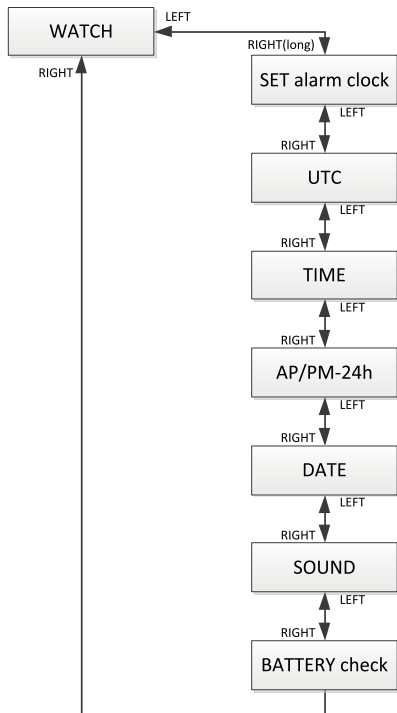 WATCH
LEFT
RIGHT(long)
RIGHT
SET alarm clock
LEFT
RIGHT
UTC
LEFT
RIGHT
TIME
LEFT
RIGHT
AP/PM-24h
LEFT
RIGHT
DATE
LEFT
RIGHT
SOUND
LEFT
RIGHT
BATTERY check